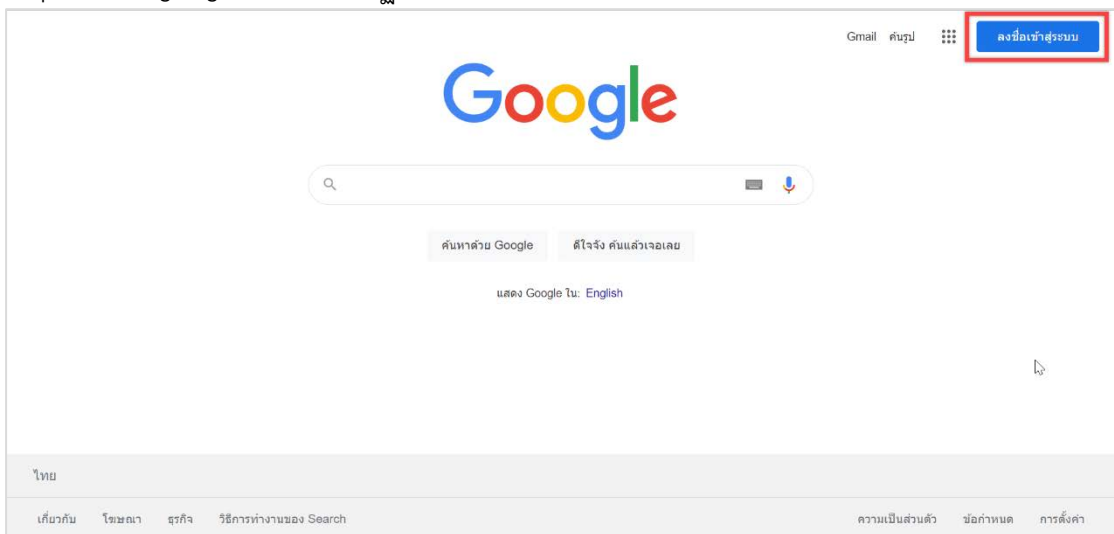 Gmail ค้นรูป ลงชื่อเข้าสู่ระบบ
Google
ค้นหาด้วย Google ดีใจจัง ค้นแล้วเจอเลย
แสดง Google ใน: English
ไทย
เกี่ยวกับ โฆษณา ธุรกิจ วิธีการทำงานของ Search ความเป็นส่วนตัว ข้อกำหนด การตั้งค่า